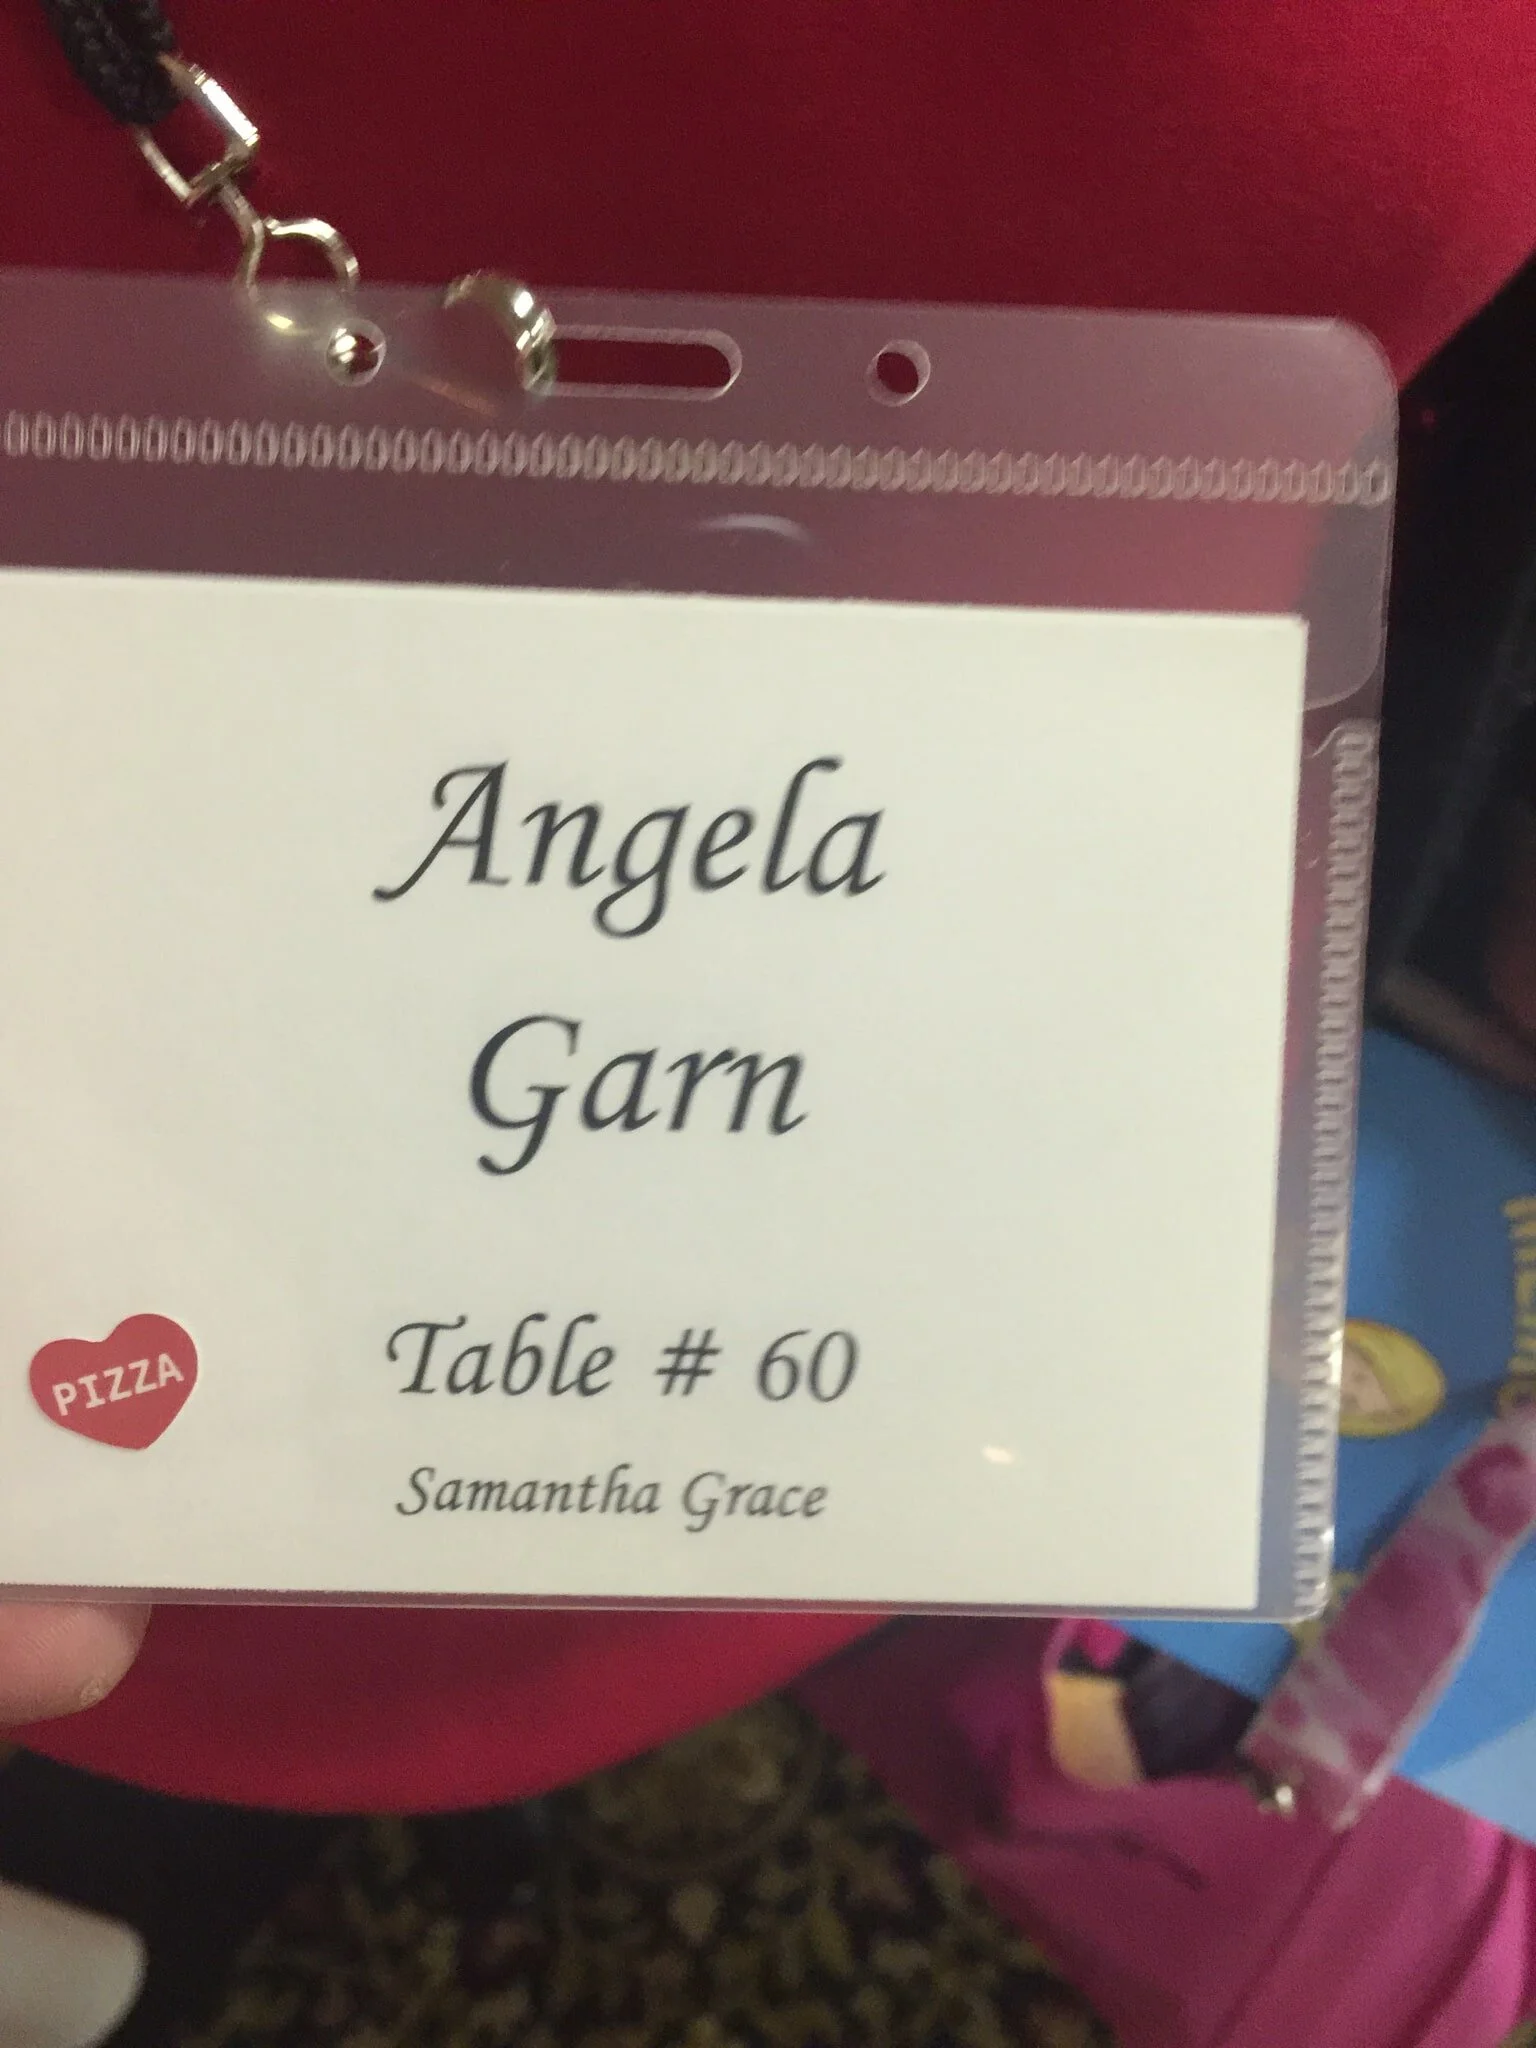 Angela
Garn
PIZZA
Table # 60
Samantha Grace